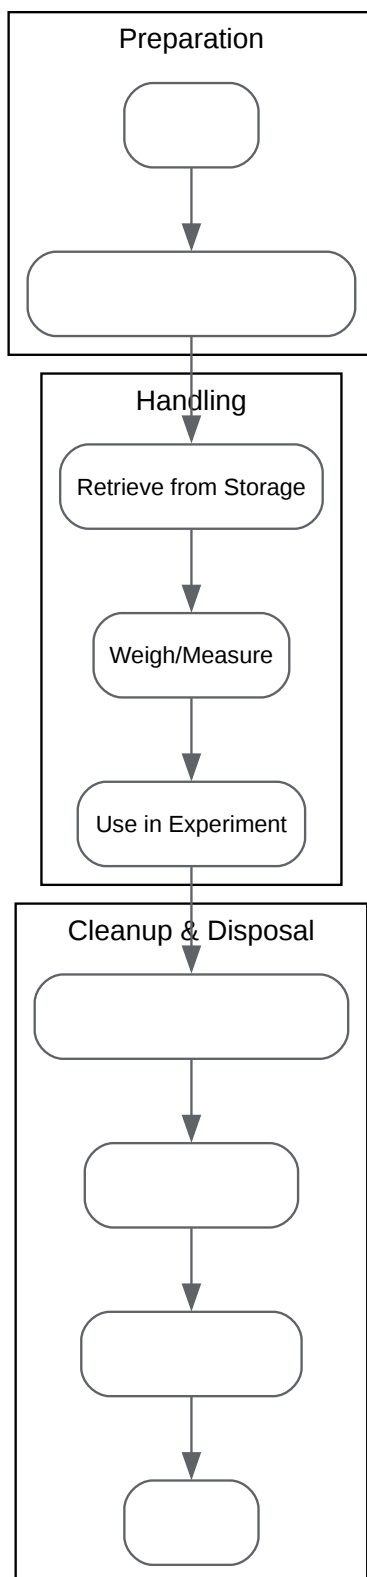 Preparation
Handling
Retrieve from Storage
Weigh/Measure
Use in Experiment
Cleanup & Disposal